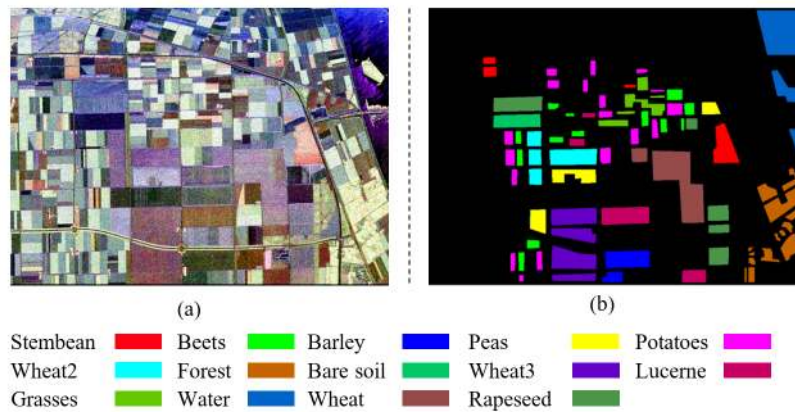 (a)
(b)
Stembean Beets Barley Peas Potatoes
Wheat2 Forest Bare soil Wheat3 Lucerne
Grasses Water Wheat Rapeseed